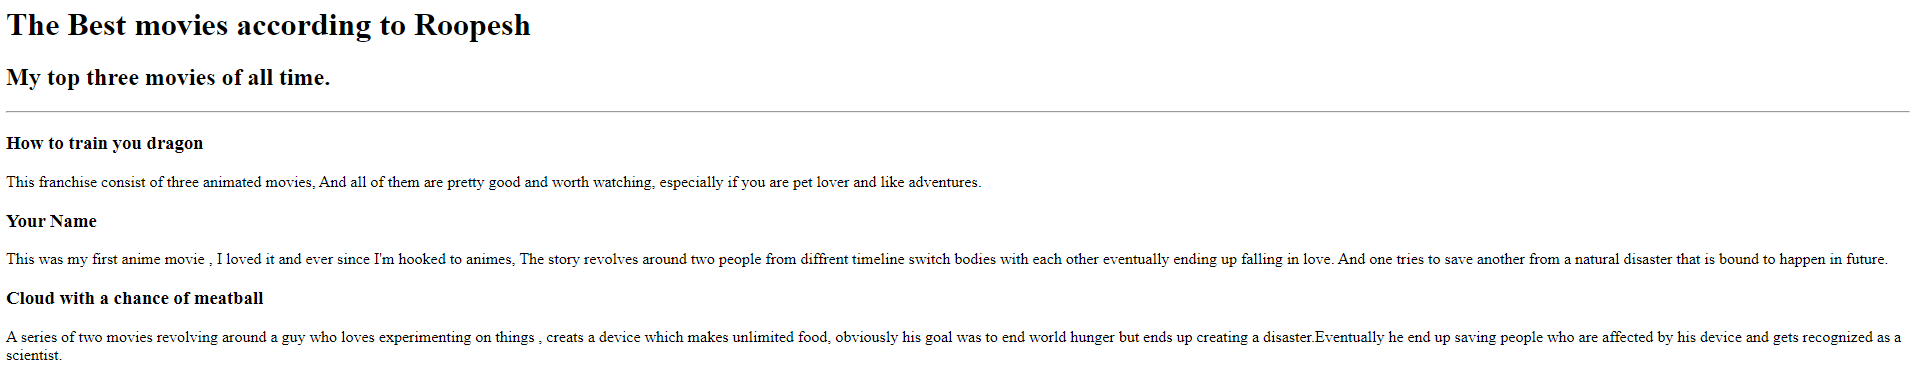 The Best movies according to Roopesh
My top three movies of all time.
How to train you dragon
This franchise consist of three animated movies, And all of them are pretty good and worth watching, especially if you are pet lover and like adventures.
Your Name
This was my first anime movie , I loved it and ever since I'm hooked to animes, The story revolves around two people from diffrent timeline switch bodies with each other eventually ending up falling in love. And one tries to save another from a natural disaster that is bound to happen in future.
Cloud with a chance of meatball
A series of two movies revolving around a guy who loves experimenting on things , creats a device which makes unlimited food, obviously his goal was to end world hunger but ends up creating a disaster.Eventually he end up saving people who are affected by his device and gets recognized as a
scientist.